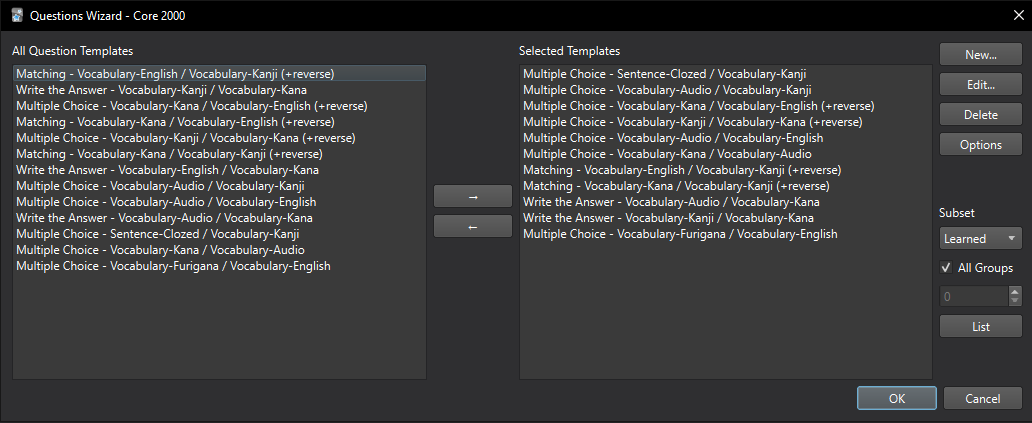 Questions Wizard - Core 2000
All Question Templates
Matching - Vocabulary-English / Vocabulary-Kanji (+reverse)
Write the Answer - Vocabulary-Kanji / Vocabulary-Kana
Multiple Choice - Vocabulary-Kana / Vocabulary-English (+reverse)
Matching - Vocabulary-Kana / Vocabulary-English (+reverse)
Multiple Choice - Vocabulary-Kanji / Vocabulary-Kana (+reverse)
Matching - Vocabulary-Kana / Vocabulary-Kanji (+reverse)
Write the Answer - Vocabulary-English / Vocabulary-Kana
Multiple Choice - Vocabulary-Audio / Vocabulary-Kanji
Multiple Choice - Vocabulary-Audio / Vocabulary-English
Write the Answer - Vocabulary-Audio / Vocabulary-Kana
Multiple Choice - Sentence-Clozed / Vocabulary-Kanji
Multiple Choice - Vocabulary-Kana / Vocabulary-Audio
Multiple Choice - Vocabulary-Furigana / Vocabulary-English
→
←
Selected Templates
Multiple Choice - Sentence-Clozed / Vocabulary-Kanji
Multiple Choice - Vocabulary-Audio / Vocabulary-Kanji
Multiple Choice - Vocabulary-Kana / Vocabulary-English (+reverse)
Multiple Choice - Vocabulary-Kanji / Vocabulary-Kana (+reverse)
Multiple Choice - Vocabulary-Audio / Vocabulary-English
Multiple Choice - Vocabulary-Kana / Vocabulary-Audio
Matching - Vocabulary-English / Vocabulary-Kanji (+reverse)
Matching - Vocabulary-Kana / Vocabulary-Kanji (+reverse)
Write the Answer - Vocabulary-Audio / Vocabulary-Kana
Write the Answer - Vocabulary-Kanji / Vocabulary-Kana
Multiple Choice - Vocabulary-Furigana / Vocabulary-English
New...
Edit...
Delete
Options
Subset
Learned
All Groups
0
List
OK
Cancel